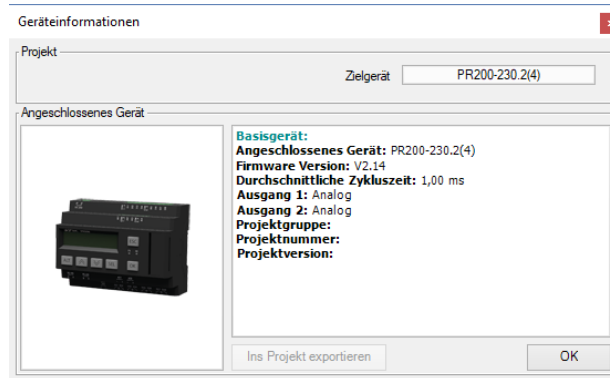 Geräteinformationen
Projekt
Zielgerät PR200-230.2(4)
Angeschlossenes Gerät
Basisgerät:
Angeschlossenes Gerät: PR200-230.2(4)
Firmware Version: V2.14
Durchschnittliche Zykluszeit: 1,00 ms
Ausgang 1: Analog
Ausgang 2: Analog
Projektgruppe:
Projektnummer:
Projektversion:
Ins Projekt exportieren OK